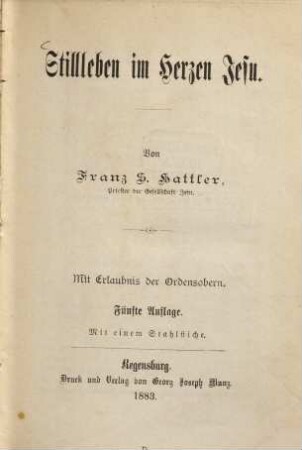 Stillleben im Herzen Jesu.
Von
Franz S. Hattler,
Priester der Gesellschaft Jesu.
Mit Erlaubnis der Ordensobern.
Fünfte Auflage.
Mit einem Stahlstiche.
Regensburg.
Druck und Verlag von Georg Joseph Manz.
1883.